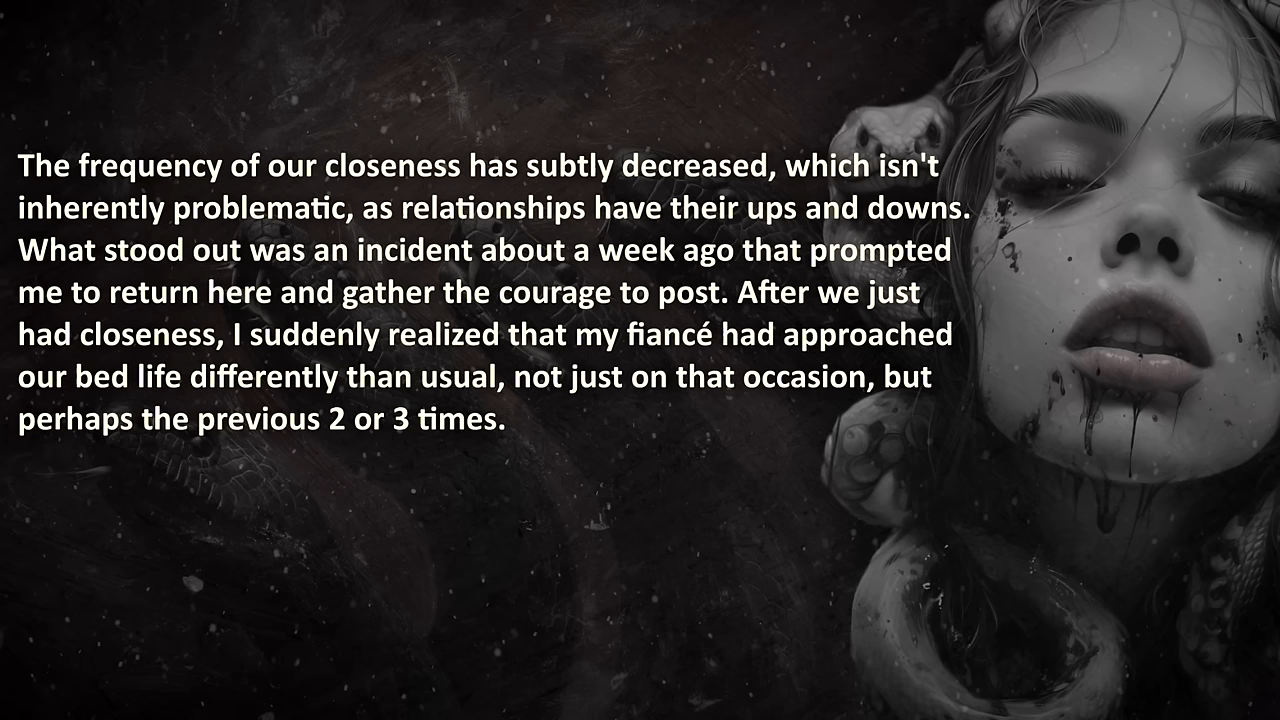 The frequency of our closeness has subtly decreased, which isn't
inherently problematic, as relationships have their ups and downs.
What stood out was an incident about a week ago that prompted
me to return here and gather the courage to post. After we just
had closeness, I suddenly realized that my fiancé had approached
our bed life differently than usual, not just on that occasion, but
perhaps the previous 2 or 3 times.